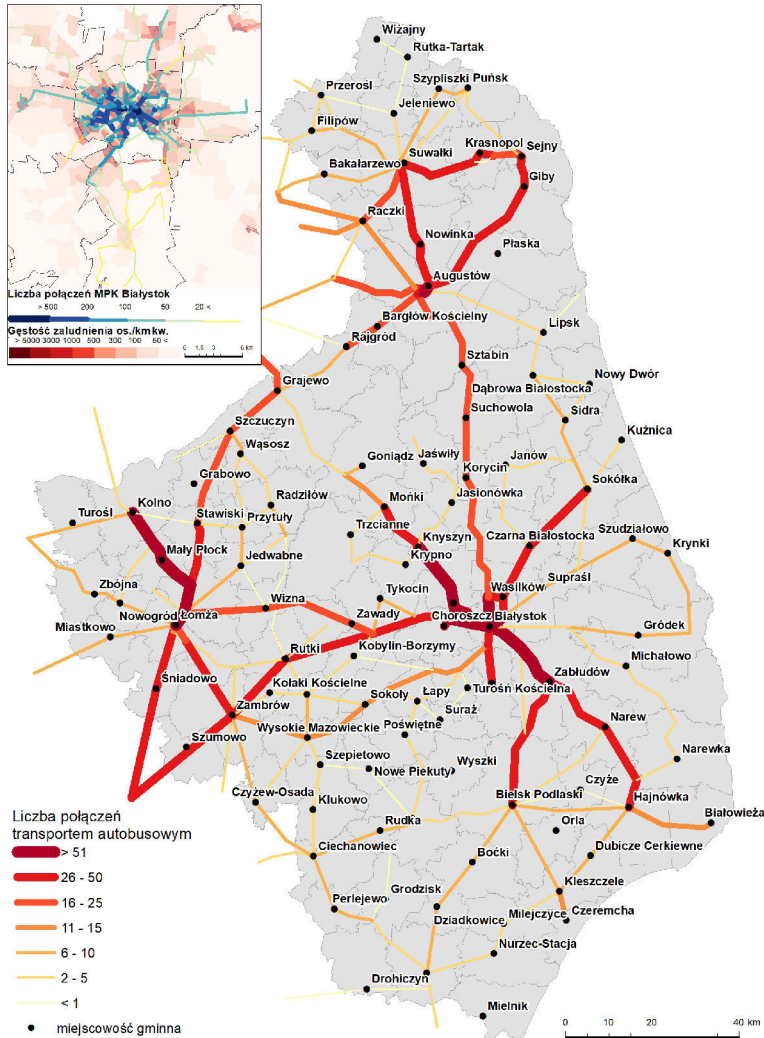 Liczba połączeń MPK Białystok
> 500 200 100 50 20 <
Gęstość zaludnienia os./km kw.
> 5000 3000 1000 600 300 100 50 <
0 1,5 3 6 km
Wiżajny
Rutka-Tartak
Szypliszki Puńsk
Przerośl
Jeleniewo
Filipów
Krasnopol
Sejny
Suwałki
Bakałarzewo
Giby
Raczki
Nowinka
Płaska
Augustów
Bargłów Kościelny
Lipsk
Rajgród
Sztabin
Grajewo
Dąbrowa Białostocka
Nowy Dwór
Suchowola
Sidra
Szczuczyn
Kuźnica
Wąsosz
Goniądz
Jaświły
Janów
Grabowo
Korycin
Sokółka
Kolno
Radziłów
Mońki
Jasionówka
Turośl
Stawiski
Przytuły
Trzcianne
Knyszyn
Czarna Białostocka
Szudziałowo
Mały Płock
Jedwabne
Krypno
Krynki
Zbójna
Tykocin
Wasilków
Supraśl
Nowogród
Łomża
Wizna
Zawady
Choroszcz
Białystok
Miastkowo
Gródek
Rutki
Kobylin-Borzymy
Michałowo
Śniadowo
Kołaki Kościelne
Sokoły
Łapy
Turośń Kościelna
Zabłudów
Zambrów
Suraż
Szumowo
Wysokie Mazowieckie
Poświętne
Narew
Szepietowo
Nowe Piekuty
Wyszki
Narewka
Czyżew-Osada
Klukowo
Bielsk Podlaski
Czyże
Hajnówka
Białowieża
Rudka
Orla
Ciechanowiec
Boćki
Dubicze Cerkiewne
Perlejewo
Grodzisk
Kleszczele
Dziadkowice
Milejczyce
Czeremcha
Nurzec-Stacja
Drohiczyn
Mielnik
Liczba połączeń
transportem autobusowym
> 51
26 - 50
16 - 25
11 - 15
6 - 10
2 - 5
< 1
miejscowość gminna
0 10 20 40 km